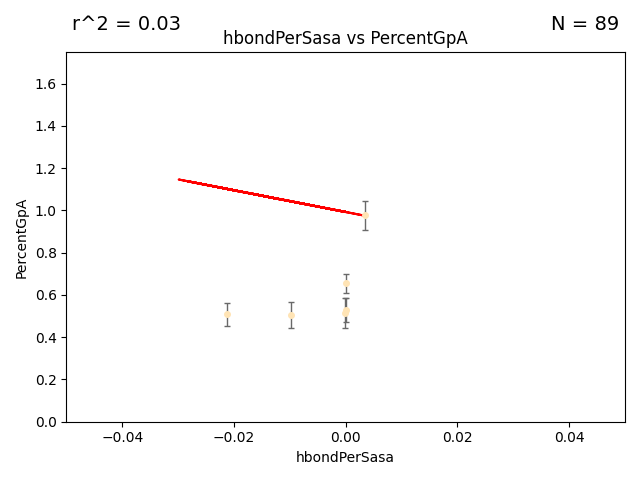 r^2 = 0.03
N = 89
hbondPerSasa vs PercentGpA
PercentGpA
1.6
1.4
1.2
1.0
0.8
0.6
0.4
0.2
0.0
−0.04
−0.02
0.00
0.02
0.04
hbondPerSasa